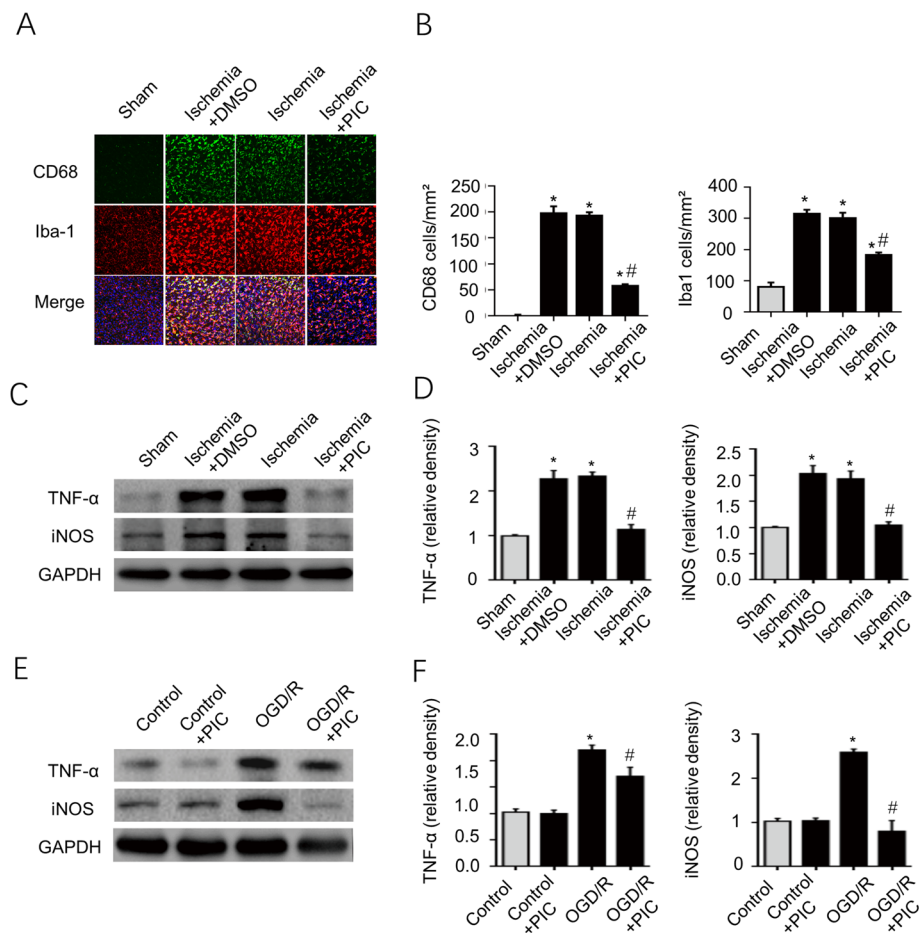 A
Sham
Ischemia
+DMSO
Ischemia
Ischemia
+PIC
CD68
Iba-1
Merge
B
CD68 cells/mm²
250
200
150
100
50
0
*
*
*#
Sham
Ischemia
+DMSO
Ischemia
Ischemia
+PIC
Iba1 cells/mm²
400
300
200
100
0
*
*
*#
Sham
Ischemia
+DMSO
Ischemia
Ischemia
+PIC
C
Sham
Ischemia
+DMSO
Ischemia
Ischemia
+PIC
TNF-α
iNOS
GAPDH
D
TNF-α (relative density)
3
2
1
0
*
*
#
Sham
Ischemia
+DMSO
Ischemia
Ischemia
+PIC
iNOS (relative density)
2.5
2.0
1.5
1.0
0.5
0.0
*
*
#
Sham
Ischemia
+DMSO
Ischemia
Ischemia
+PIC
E
Control
Control
+PIC
OGD/R
OGD/R
+PIC
TNF-α
iNOS
GAPDH
F
TNF-α (relative density)
2.0
1.5
1.0
0.5
0.0
*
#
Control
Control
+PIC
OGD/R
OGD/R
+PIC
iNOS (relative density)
3
2
1
0
*
#
Control
Control
+PIC
OGD/R
OGD/R
+PIC